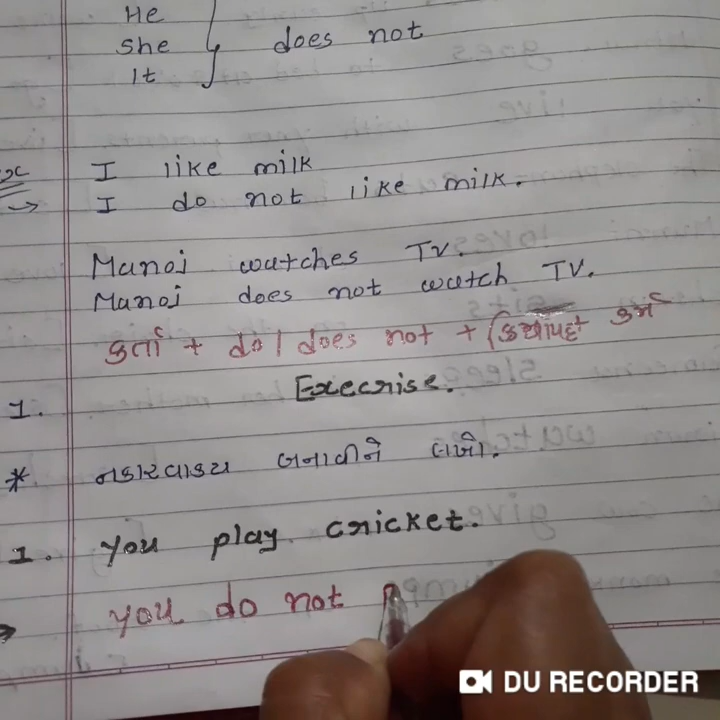 He
She
It
} does not
Ex
→ I like milk
I do not like milk.
Manoj watches TV.
Manoj does not watch TV.
કર્તા + do / does not + ક્રિયાપદ + કર્મ
1. Execrise.
* નકારવાક્ય બનાવીને લખો.
1. You play cricket.
→ You do not p
DU RECORDER